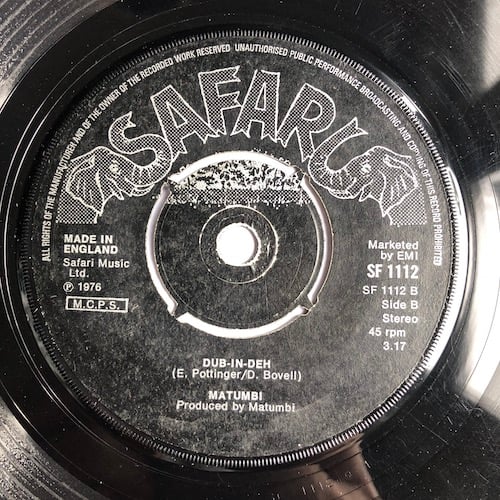 ALL RIGHTS OF THE MANUFACTURER AND OF THE OWNER OF THE RECORDED WORK RESERVED UNAUTHORISED PUBLIC PERFORMANCE BROADCASTING AND COPYING OF THIS RECORD PROHIBITED
SAFARI
MADE IN
ENGLAND
Safari Music
Ltd.
℗ 1976
M.C.P.S.
Marketed
by EMI
SF 1112
SF 1112 B
Side B
Stereo
45 rpm
3.17
DUB-IN-DEH
(E. Pottinger/D. Bovell)
MATUMBI
Produced by Matumbi